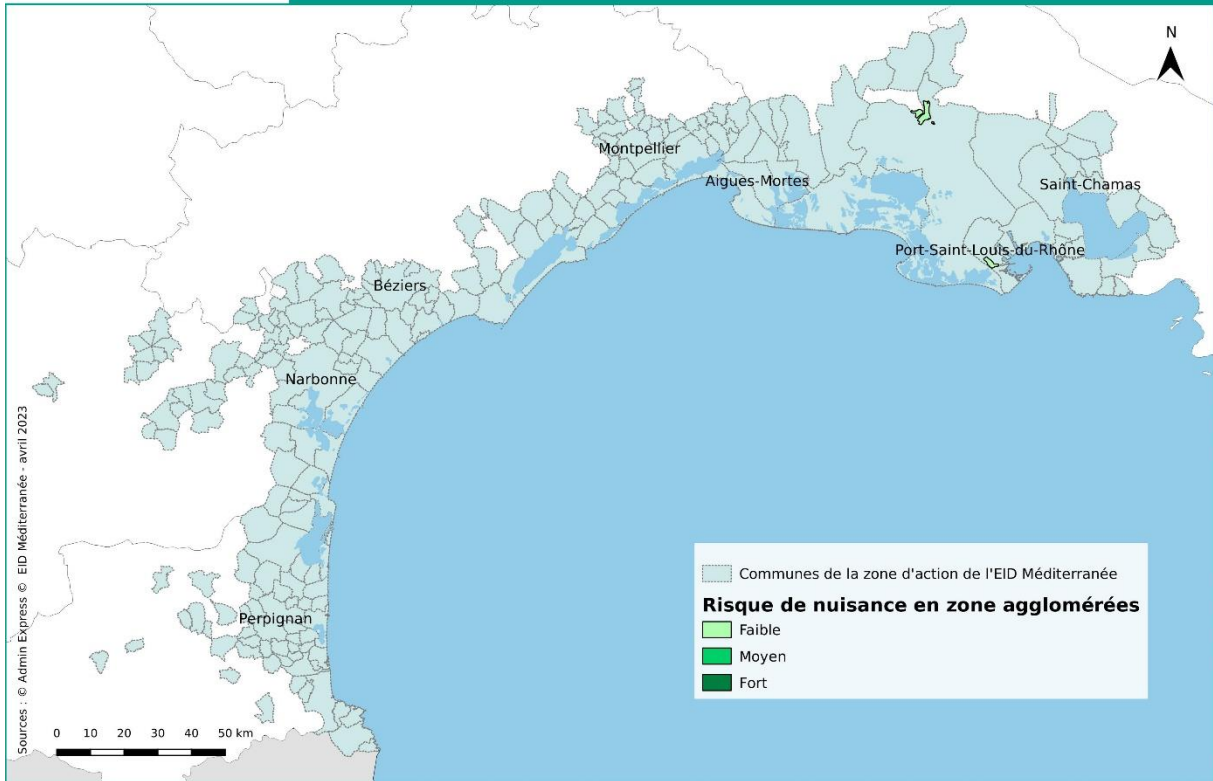 N
Montpellier
Aigues-Mortes
Saint-Chamas
Port-Saint-Louis-du-Rhône
Béziers
Narbonne
Perpignan
Communes de la zone d'action de l'EID Méditerranée
Risque de nuisance en zone agglomérées
Faible
Moyen
Fort
0 10 20 30 40 50 km
Sources : © Admin Express © EID Méditerranée - avril 2023